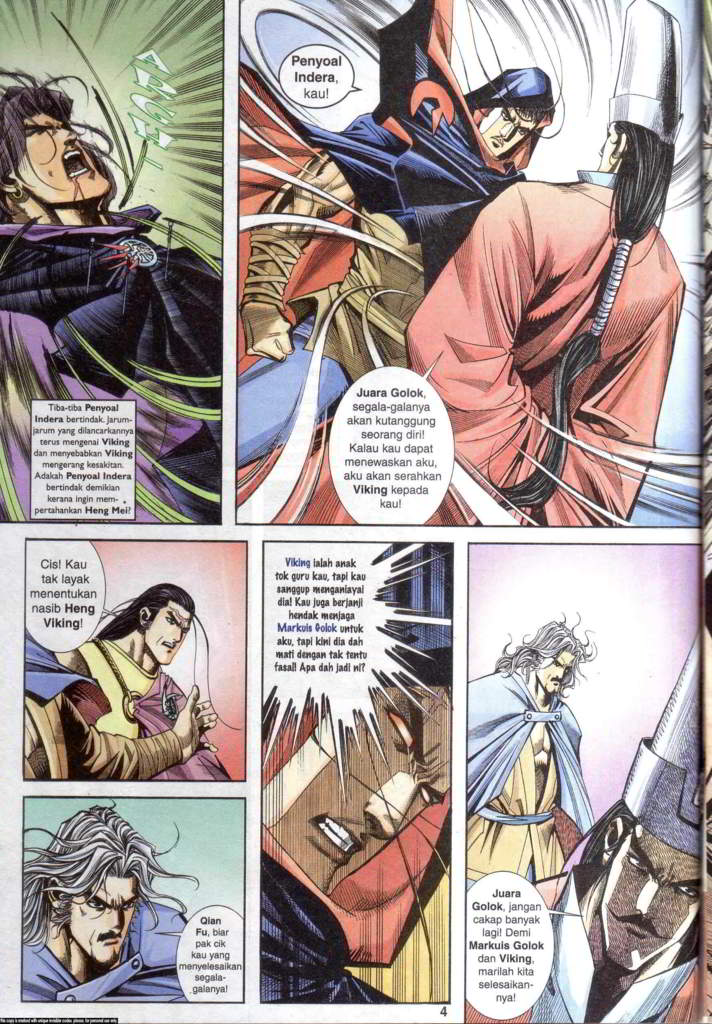 ARGH!
Tiba-tiba Penyoal
Indera bertindak. Jarum-
jarum yang dilancarkannya
terus mengenai Viking
dan menyebabkan Viking
mengerang kesakitan.
Adakah Penyoal Indera
bertindak demikian
kerana ingin mem-
pertahankan Heng Mei?
Penyoal
Indera,
kau!
Juara Golok,
segala-galanya
akan kutanggung
seorang diri!
Kalau kau dapat
menewaskan aku,
aku akan serahkan
Viking kepada
kau!
Cis! Kau
tak layak
menentukan
nasib Heng
Viking!
Qian
Fu, biar
pak cik
kau yang
menyelesaikan
segala-
galanya!
Viking ialah anak
tok guru kau, tapi kau
sanggup menganiayai
dia! Kau juga berjanji
hendak menjaga
Markuis Golok untuk
aku, tapi kini dia dah
mati dengan tak tentu
fasal! Apa dah jadi ni?
Juara
Golok, jangan
cakap banyak
lagi! Demi
Markuis Golok
dan Viking,
marilah kita
selesaikan-
nya!
4